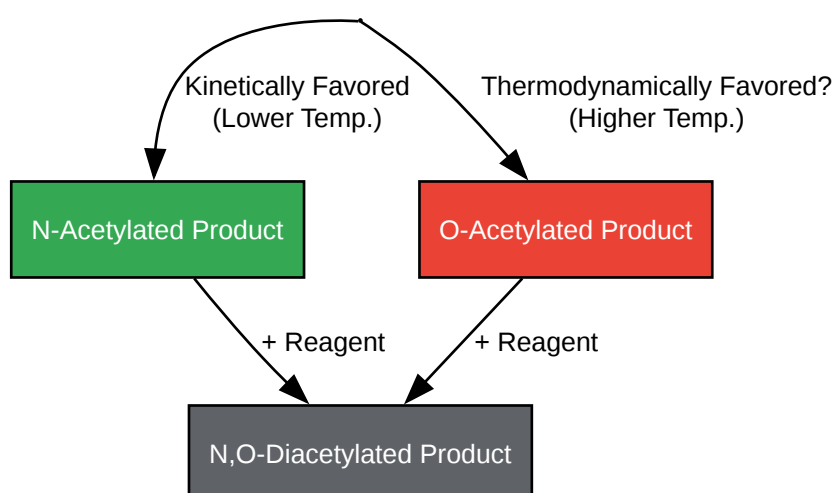 Kinetically Favored
(Lower Temp.)
Thermodynamically Favored?
(Higher Temp.)
N-Acetylated Product
O-Acetylated Product
+ Reagent
+ Reagent
N,O-Diacetylated Product